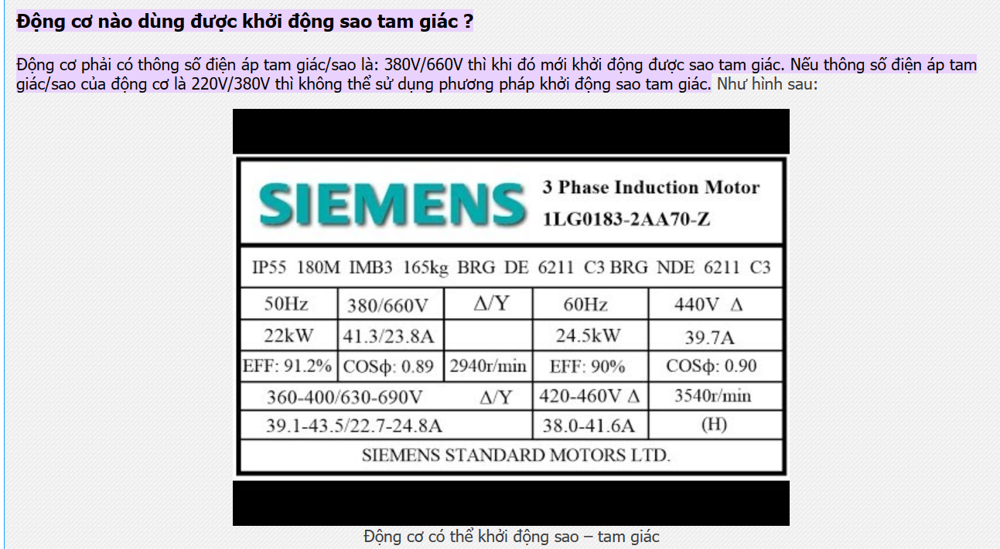 Động cơ nào dùng được khởi động sao tam giác ?
Động cơ phải có thông số điện áp tam giác/sao là: 380V/660V thì khi đó mới khởi động được sao tam giác. Nếu thông số điện áp tam
giác/sao của động cơ là 220V/380V thì không thể sử dụng phương pháp khởi động sao tam giác. Như hình sau:
SIEMENS
3 Phase Induction Motor
1LG0183-2AA70-Z
IP55 180M IMB3 165kg BRG DE 6211 C3 BRG NDE 6211 C3
50Hz 380/660V Δ/Y 60Hz 440V Δ
22kW 41.3/23.8A 24.5kW 39.7A
EFF: 91.2% COSϕ: 0.89 2940r/min EFF: 90% COSϕ: 0.90
360-400/630-690V Δ/Y 420-460V Δ 3540r/min
39.1-43.5/22.7-24.8A 38.0-41.6A (H)
SIEMENS STANDARD MOTORS LTD.
Động cơ có thể khởi động sao – tam giác